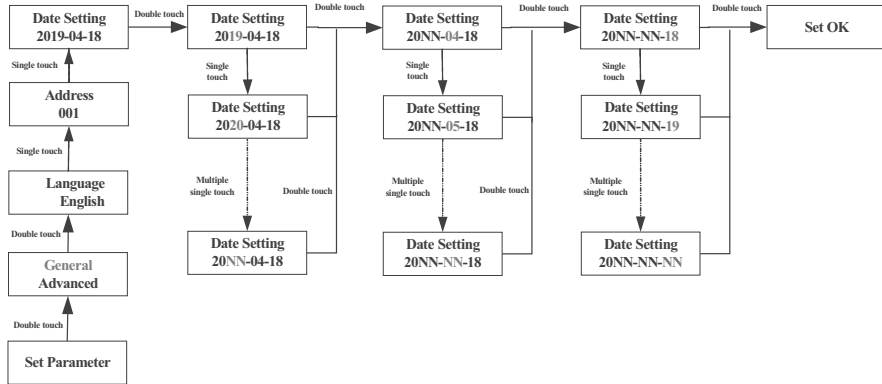 Date Setting
2019-04-18
Double touch
Date Setting
2019-04-18
Double touch
Date Setting
20NN-04-18
Double touch
Date Setting
20NN-NN-18
Double touch
Set OK
Single touch
Single
touch
Single
touch
Single
touch
Address
001
Date Setting
2020-04-18
Date Setting
20NN-05-18
Date Setting
20NN-NN-19
Single touch
Language
English
Multiple
single touch
Double touch
Multiple
single touch
Double touch
Multiple
single touch
Double touch
General
Advanced
Date Setting
20NN-04-18
Date Setting
20NN-NN-18
Date Setting
20NN-NN-NN
Double touch
Set Parameter